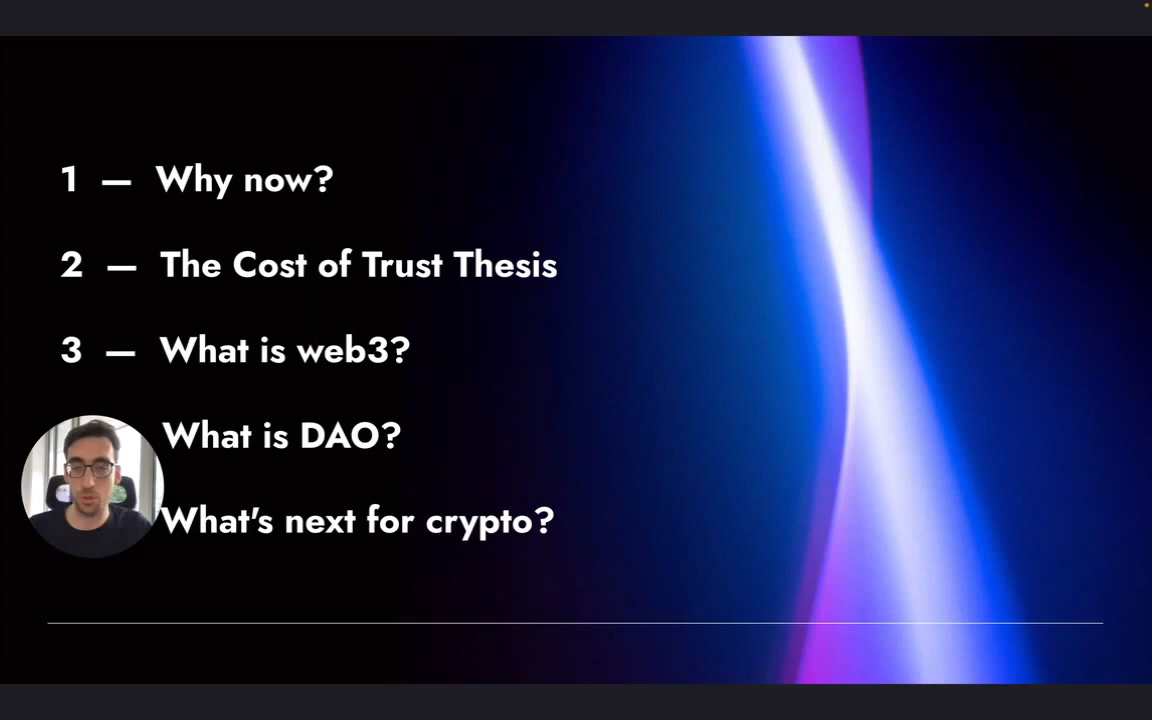 1 — Why now?
2 — The Cost of Trust Thesis
3 — What is web3?
What is DAO?
What's next for crypto?